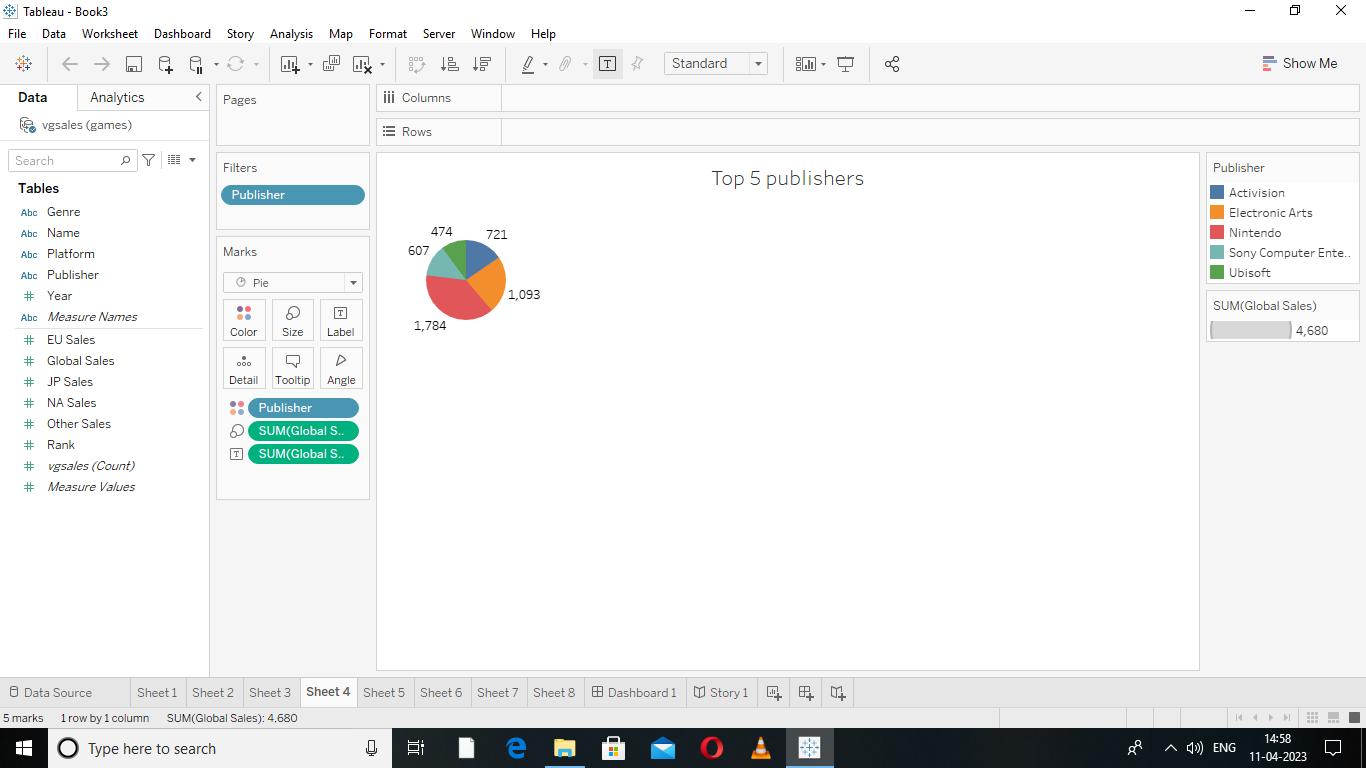 Tableau - Book3
File Data Worksheet Dashboard Story Analysis Map Format Server Window Help
Standard
Show Me
Data Analytics
vgsales (games)
Search
Tables
Abc Genre
Abc Name
Abc Platform
Abc Publisher
Year
Abc Measure Names
EU Sales
Global Sales
JP Sales
NA Sales
Other Sales
Rank
vgsales (Count)
Measure Values
Pages
Filters
Publisher
Marks
Pie
Color Size Label
Detail Tooltip Angle
Publisher
SUM(Global S..
SUM(Global S..
Columns
Rows
Top 5 publishers
474 721
607
1,093
1,784
Publisher
Activision
Electronic Arts
Nintendo
Sony Computer Ente..
Ubisoft
SUM(Global Sales)
4,680
Data Source Sheet 1 Sheet 2 Sheet 3 Sheet 4 Sheet 5 Sheet 6 Sheet 7 Sheet 8 Dashboard 1 Story 1
5 marks 1 row by 1 column SUM(Global Sales): 4,680
Type here to search
ENG
14:58
11-04-2023